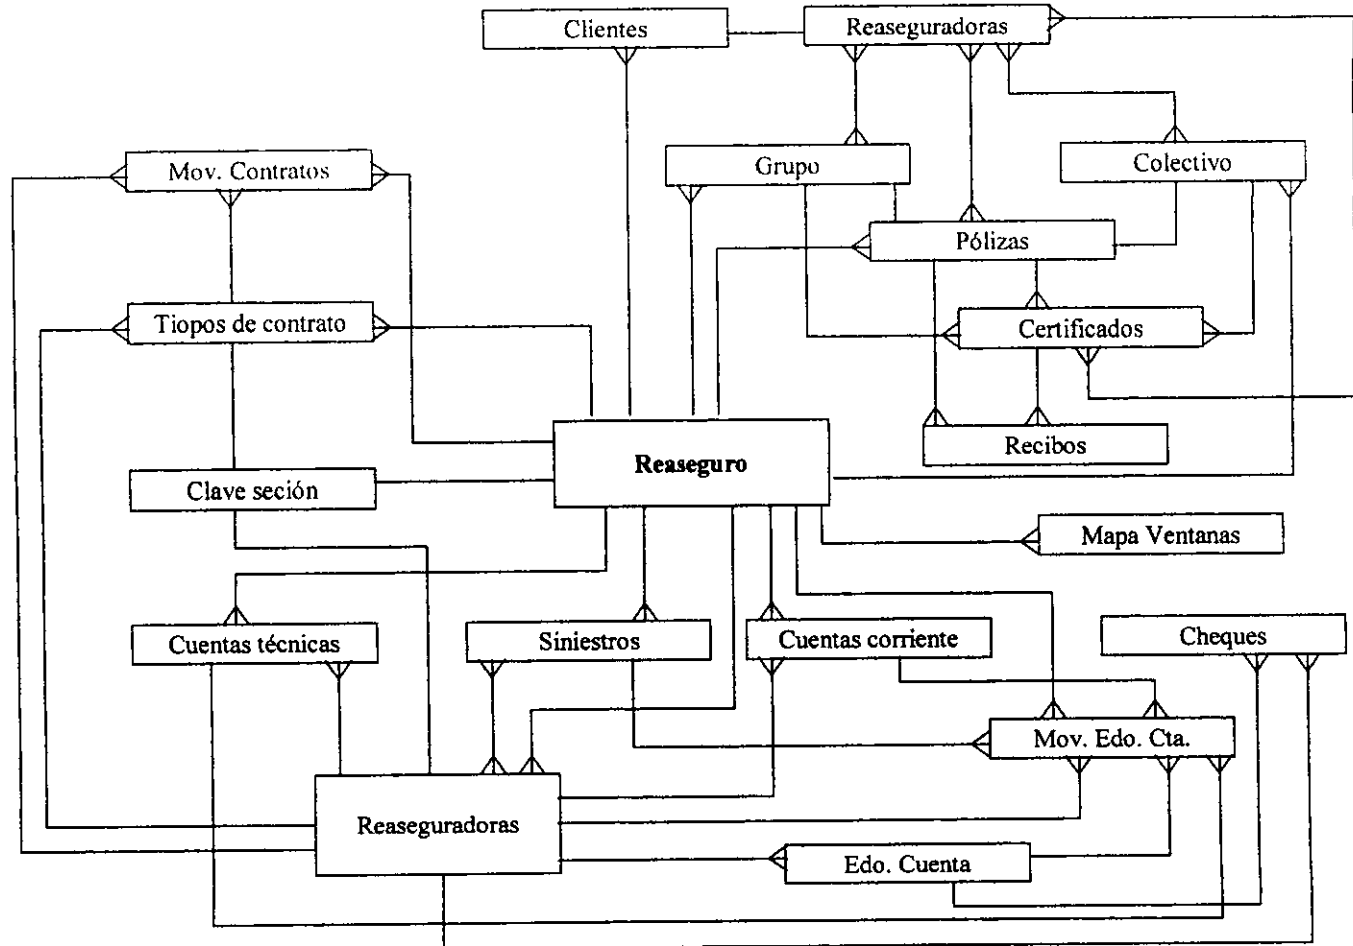 Clientes
Reaseguradoras
Mov. Contratos
Grupo
Colectivo
Pólizas
Tiopos de contrato
Certificados
Recibos
Reaseguro
Clave seción
Mapa Ventanas
Cuentas técnicas
Siniestros
Cuentas corriente
Cheques
Mov. Edo. Cta.
Reaseguradoras
Edo. Cuenta